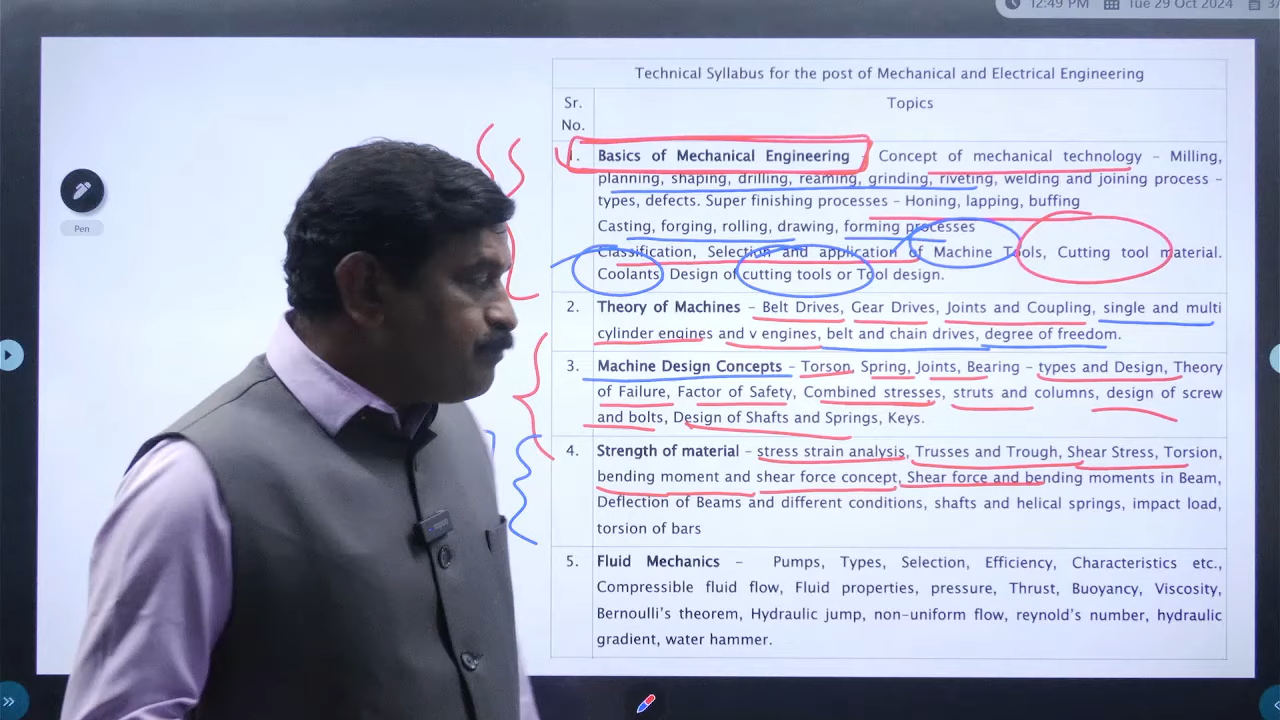 12:49 PM Tue 29 Oct 2024
Pen
Technical Syllabus for the post of Mechanical and Electrical Engineering
Sr. No. Topics
1. Basics of Mechanical Engineering – Concept of mechanical technology – Milling,
planning, shaping, drilling, reaming, grinding, riveting, welding and joining process –
types, defects. Super finishing processes – Honing, lapping, buffing
Casting, forging, rolling, drawing, forming processes
Classification, Selection and application of Machine Tools, Cutting tool material.
Coolants, Design of cutting tools or Tool design.
2. Theory of Machines – Belt Drives, Gear Drives, Joints and Coupling, single and multi
cylinder engines and v engines, belt and chain drives, degree of freedom.
3. Machine Design Concepts – Torson, Spring, Joints, Bearing – types and Design, Theory
of Failure, Factor of Safety, Combined stresses, struts and columns, design of screw
and bolts, Design of Shafts and Springs, Keys.
4. Strength of material – stress strain analysis, Trusses and Trough, Shear Stress, Torsion,
bending moment and shear force concept, Shear force and bending moments in Beam,
Deflection of Beams and different conditions, shafts and helical springs, impact load,
torsion of bars
5. Fluid Mechanics – Pumps, Types, Selection, Efficiency, Characteristics etc.,
Compressible fluid flow, Fluid properties, pressure, Thrust, Buoyancy, Viscosity,
Bernoulli's theorem, Hydraulic jump, non-uniform flow, reynold's number, hydraulic
gradient, water hammer.